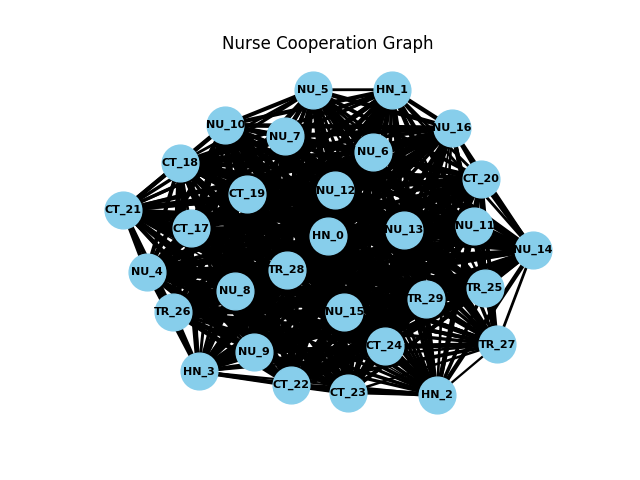 Nurse Cooperation Graph
NU_5
HN_1
NU_10
NU_16
NU_7
NU_6
CT_18
CT_20
CT_19
NU_12
CT_21
CT_17
NU_11
NU_13
HN_0
NU_14
TR_28
NU_4
TR_25
NU_8
TR_29
TR_26
NU_15
TR_27
CT_24
NU_9
HN_3
CT_22
CT_23
HN_2